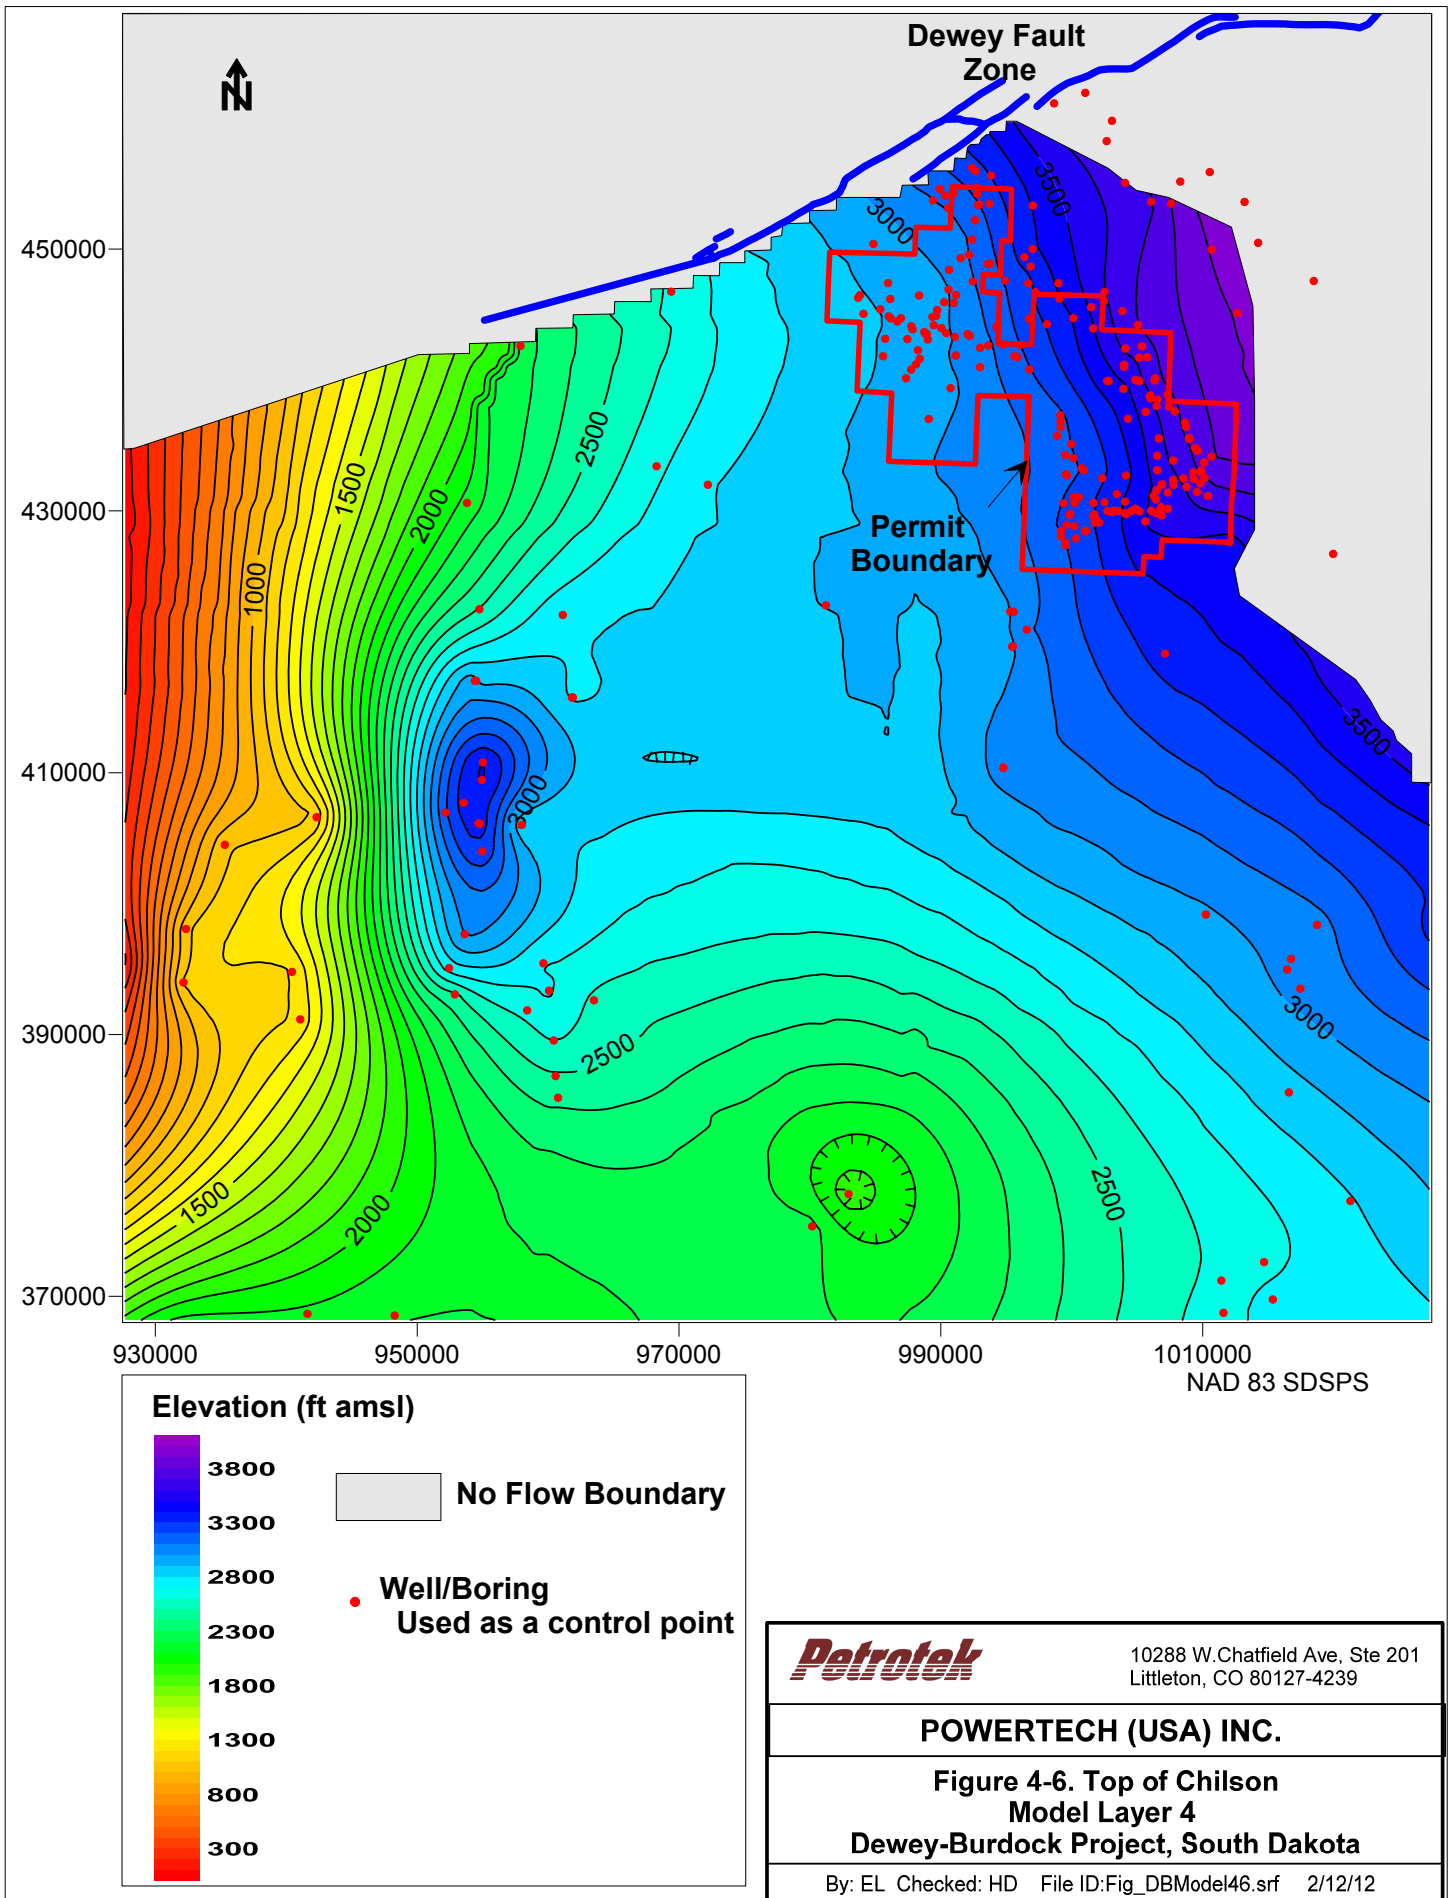 Dewey Fault
Zone
N
3500
3000
450000
2500
1500
2000
430000
Permit
Boundary
1000
3500
410000
3000
3000
390000
2500
2500
1500
2000
370000
930000
950000
970000
990000
1010000
NAD 83 SDSPS
Elevation (ft amsl)
3800
3300
2800
2300
1800
1300
800
300
No Flow Boundary
Well/Boring
Used as a control point
Petrotek
10288 W.Chatfield Ave, Ste 201
Littleton, CO 80127-4239
POWERTECH (USA) INC.
Figure 4-6. Top of Chilson
Model Layer 4
Dewey-Burdock Project, South Dakota
By: EL Checked: HD File ID:Fig_DBModel46.srf 2/12/12